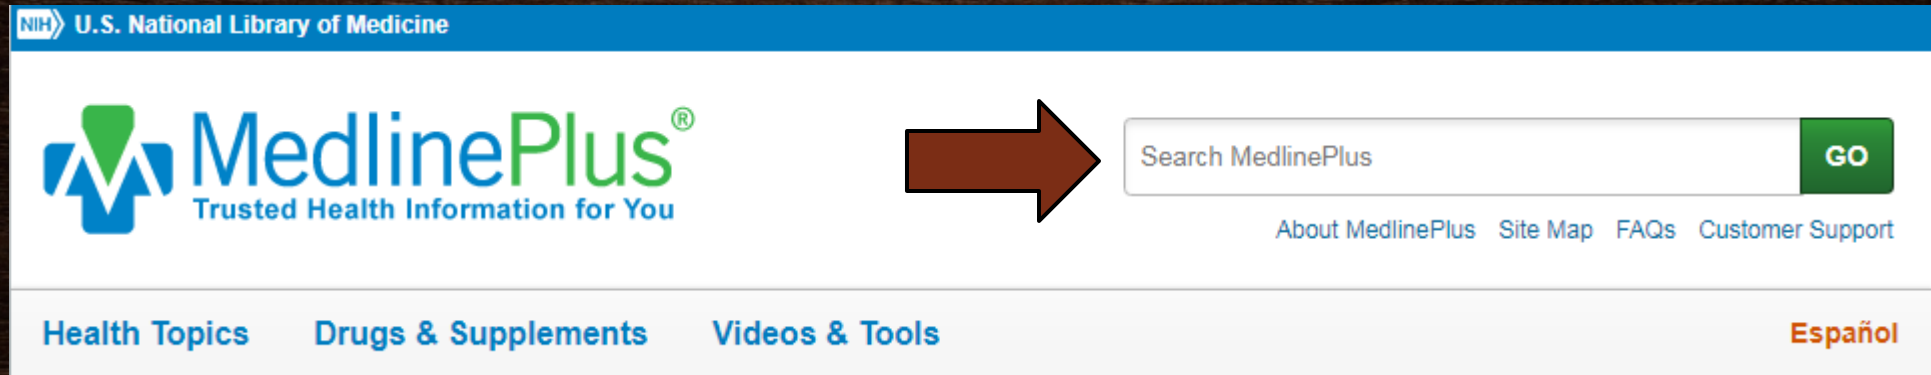 NIH U.S. National Library of Medicine
MedlinePlus®
Trusted Health Information for You
Search MedlinePlus
GO
About MedlinePlus Site Map FAQs Customer Support
Health Topics Drugs & Supplements Videos & Tools Español